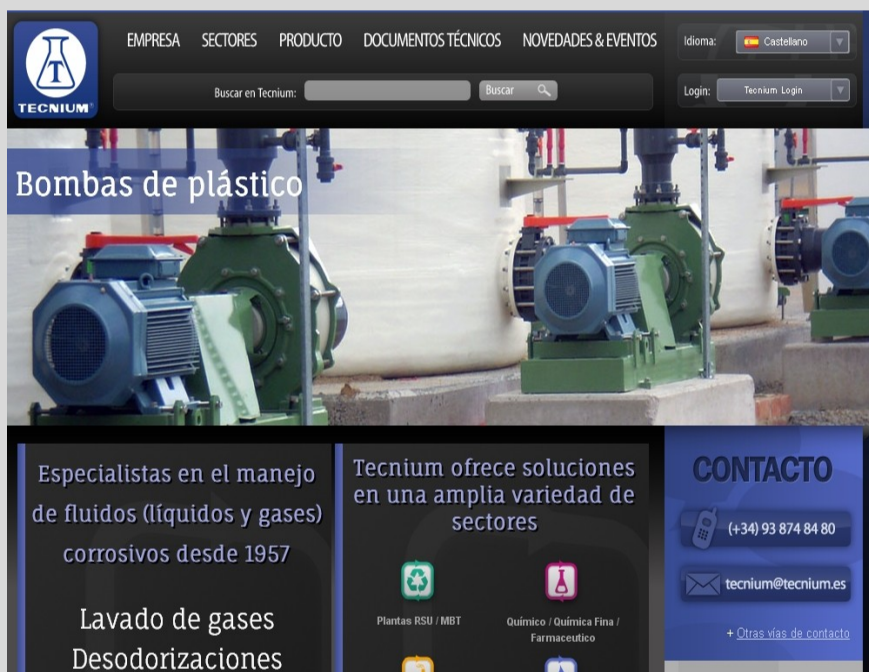 EMPRESA SECTORES PRODUCTO DOCUMENTOS TÉCNICOS NOVEDADES & EVENTOS
Idioma: Castellano
T
TECNIUM®
Buscar en Tecnium: Buscar
Login: Tecnium Login
Bombas de plástico
Especialistas en el manejo
de fluidos (líquidos y gases)
corrosivos desde 1957
Lavado de gases
Desodorizaciones
Tecnium ofrece soluciones
en una amplia variedad de
sectores
Plantas RSU / MBT
Químico / Química Fina /
Farmaceutico
CONTACTO
(+34) 93 874 84 80
tecnium@tecnium.es
+ Otras vías de contacto